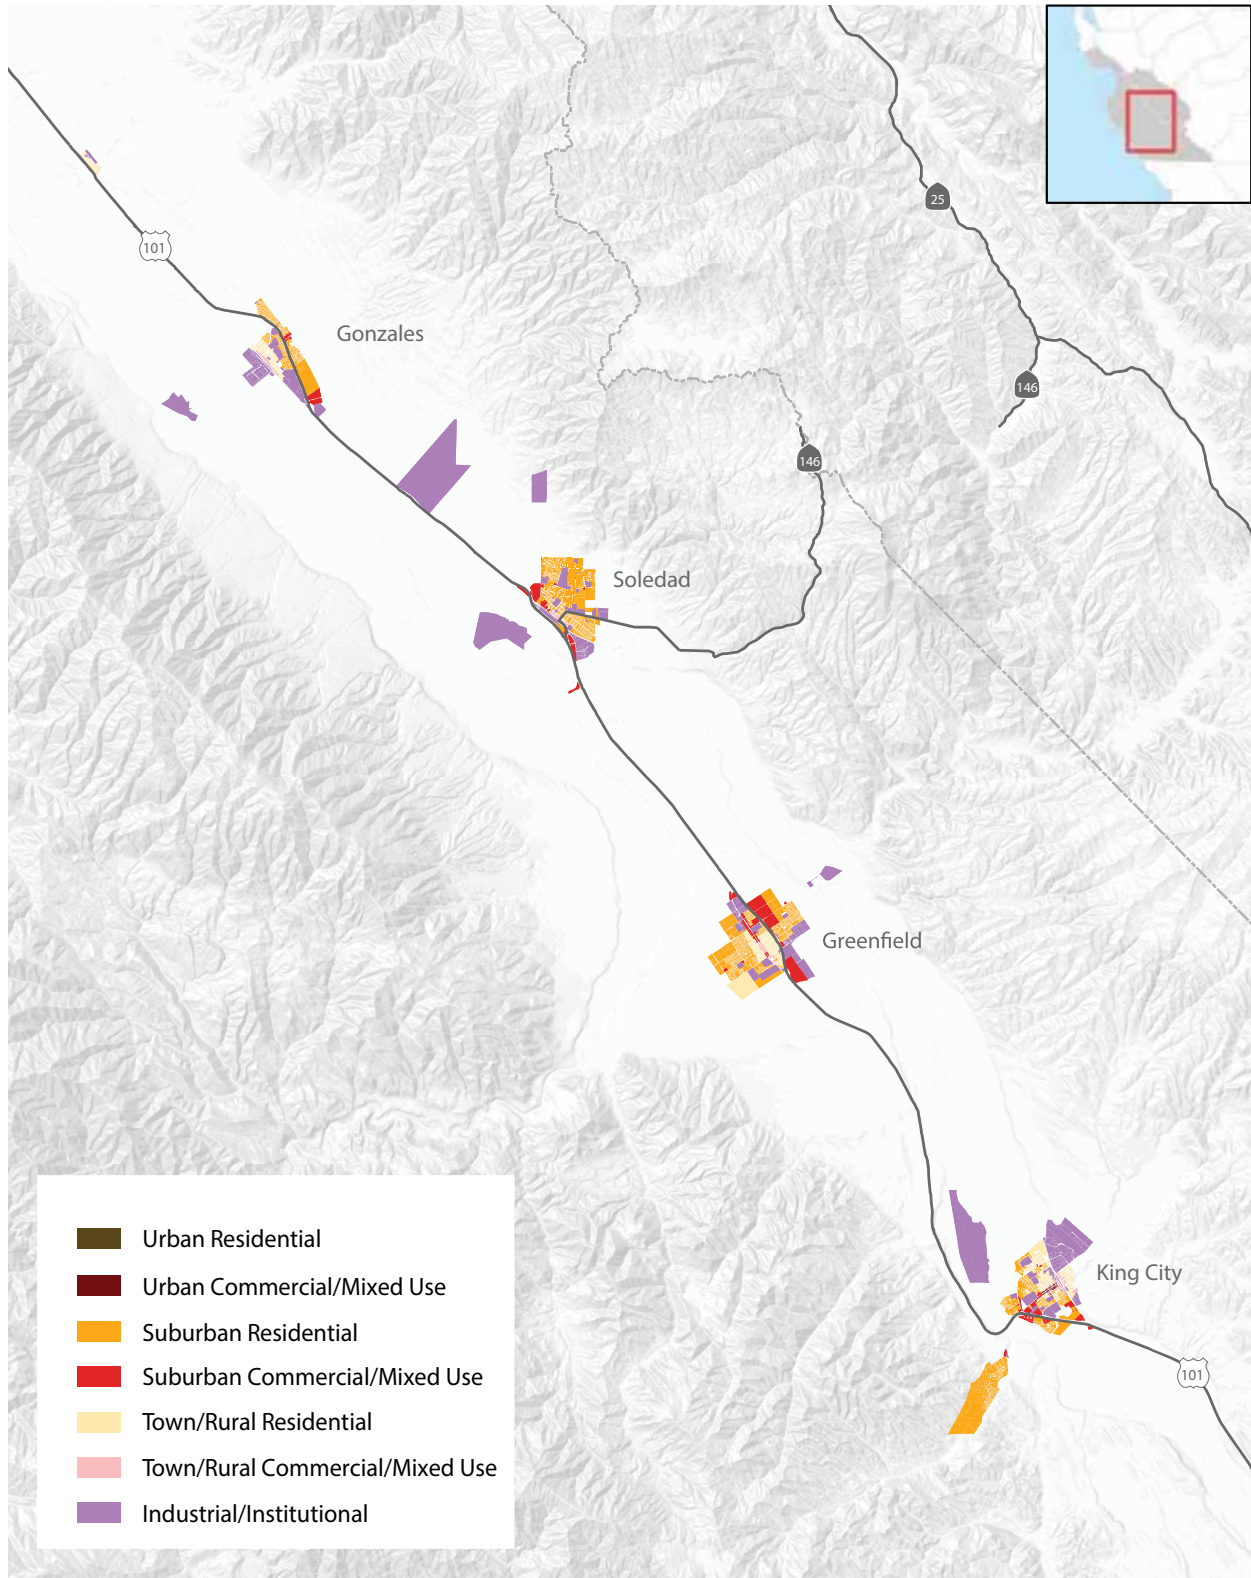 25
101
Gonzales
146
146
Soledad
Greenfield
King City
101
Urban Residential
Urban Commercial/Mixed Use
Suburban Residential
Suburban Commercial/Mixed Use
Town/Rural Residential
Town/Rural Commercial/Mixed Use
Industrial/Institutional